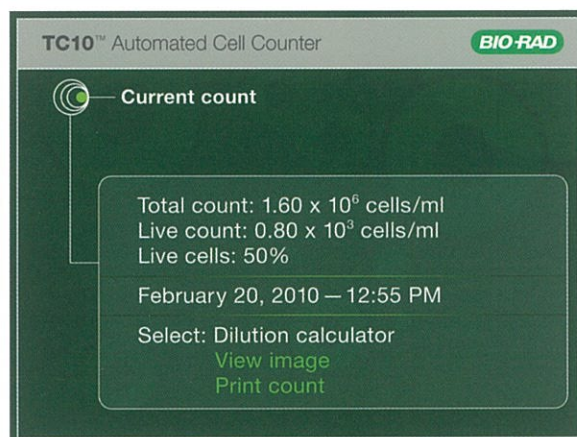 TC10™ Automated Cell Counter BIO-RAD
Current count
Total count: 1.60 x 10⁶ cells/ml
Live count: 0.80 x 10³ cells/ml
Live cells: 50%
February 20, 2010 — 12:55 PM
Select: Dilution calculator
View image
Print count